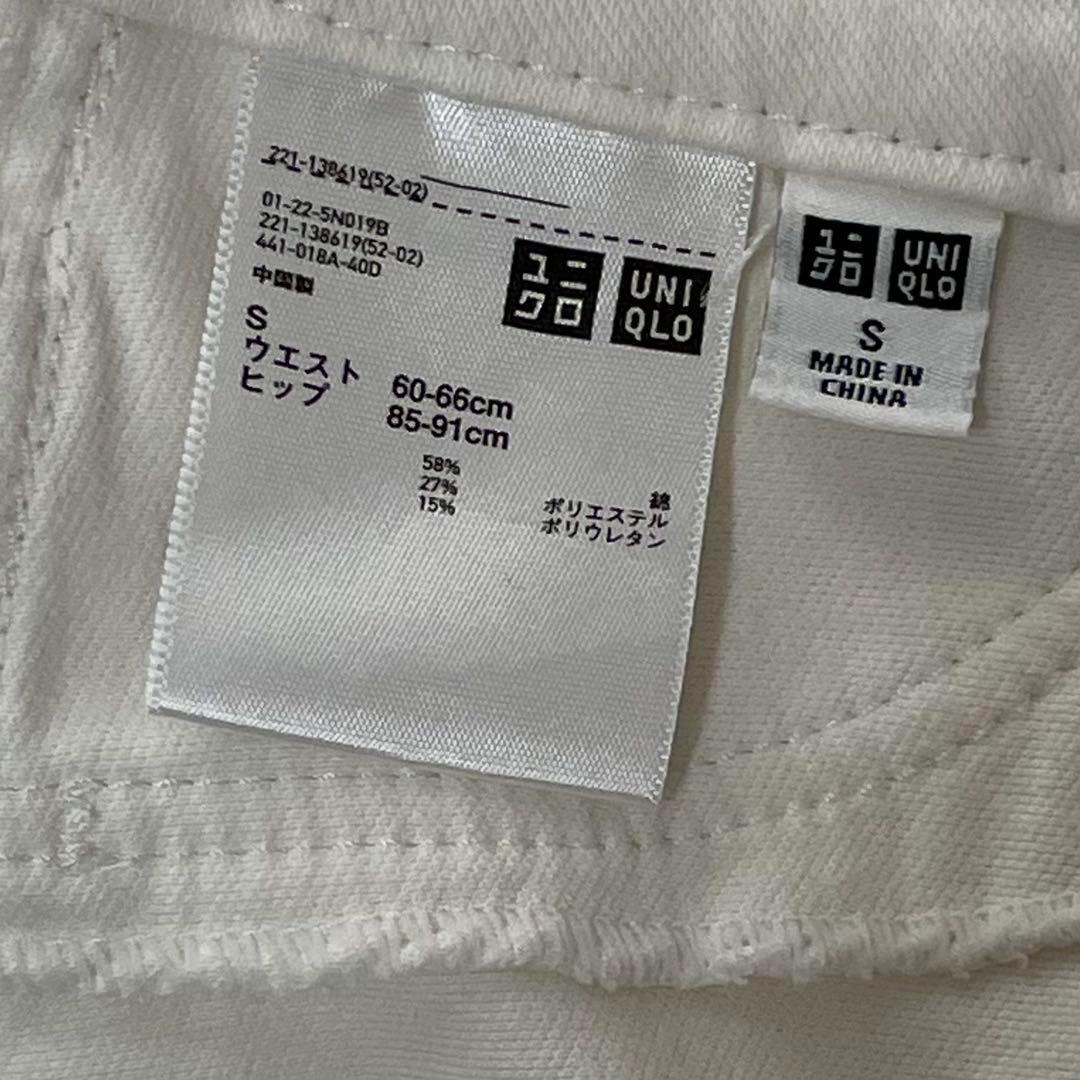 221-138619(52-02)
01-22-5N019B
221-138619(52-02)
441-018A-40D
中国製
ユニクロ
UNI
QLO
S
ウエスト 60-66cm
ヒップ 85-91cm
58% 綿
27% ポリエステル
15% ポリウレタン
ユニクロ
UNI
QLO
S
MADE IN
CHINA